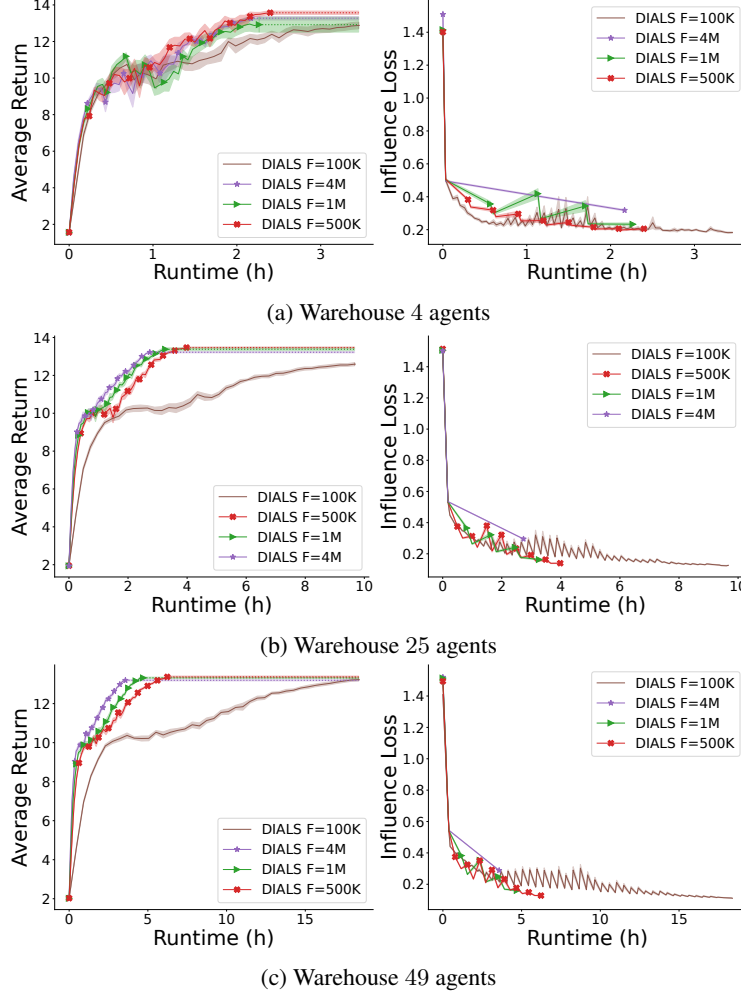 14
12
10
8
6
4
2
Average Return
0
1
2
3
Runtime (h)
DIALS F=100K
DIALS F=4M
DIALS F=1M
DIALS F=500K
1.4
1.2
1.0
0.8
0.6
0.4
0.2
Influence Loss
0
1
2
3
Runtime (h)
DIALS F=100K
DIALS F=4M
DIALS F=1M
DIALS F=500K
(a) Warehouse 4 agents
14
12
10
8
6
4
2
Average Return
0
2
4
6
8
10
Runtime (h)
DIALS F=100K
DIALS F=500K
DIALS F=1M
DIALS F=4M
1.4
1.2
1.0
0.8
0.6
0.4
0.2
Influence Loss
0
2
4
6
8
10
Runtime (h)
DIALS F=100K
DIALS F=500K
DIALS F=1M
DIALS F=4M
(b) Warehouse 25 agents
12
10
8
6
4
2
Average Return
0
5
10
15
Runtime (h)
DIALS F=100K
DIALS F=4M
DIALS F=1M
DIALS F=500K
1.4
1.2
1.0
0.8
0.6
0.4
0.2
Influence Loss
0
5
10
15
Runtime (h)
DIALS F=100K
DIALS F=4M
DIALS F=1M
DIALS F=500K
(c) Warehouse 49 agents